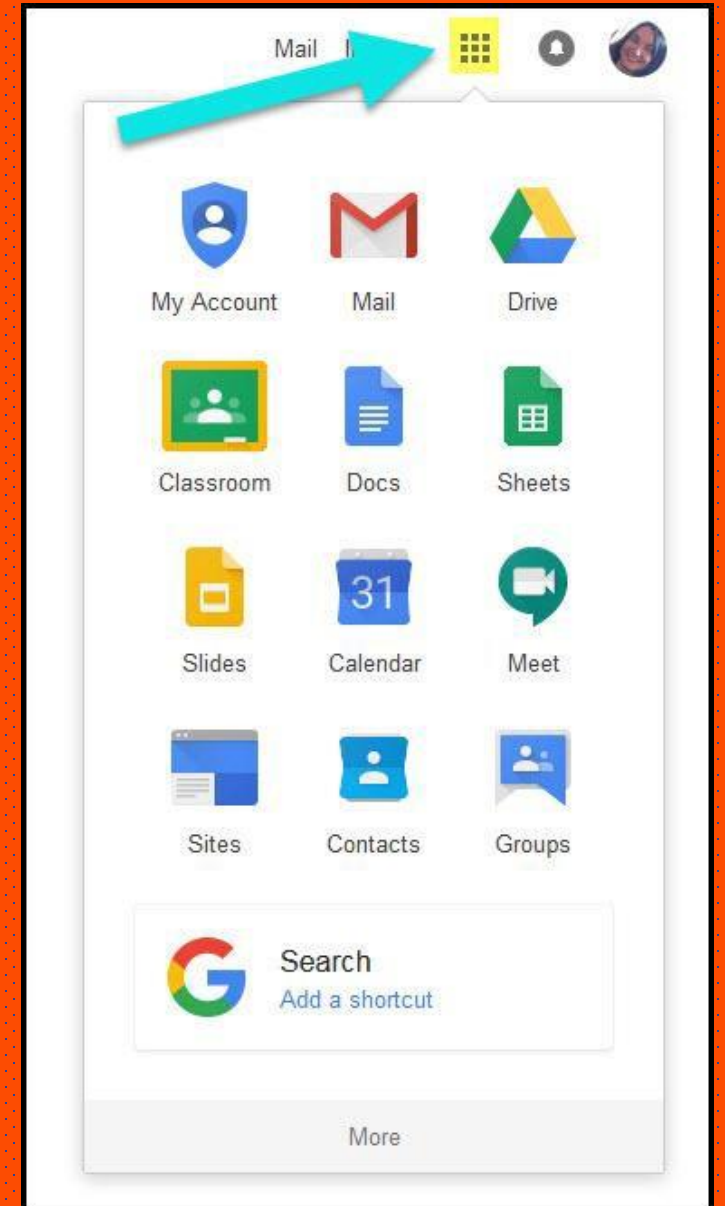 Mail
My Account Mail Drive
Classroom Docs Sheets
31
Slides Calendar Meet
Sites Contacts Groups
Search
Add a shortcut
More